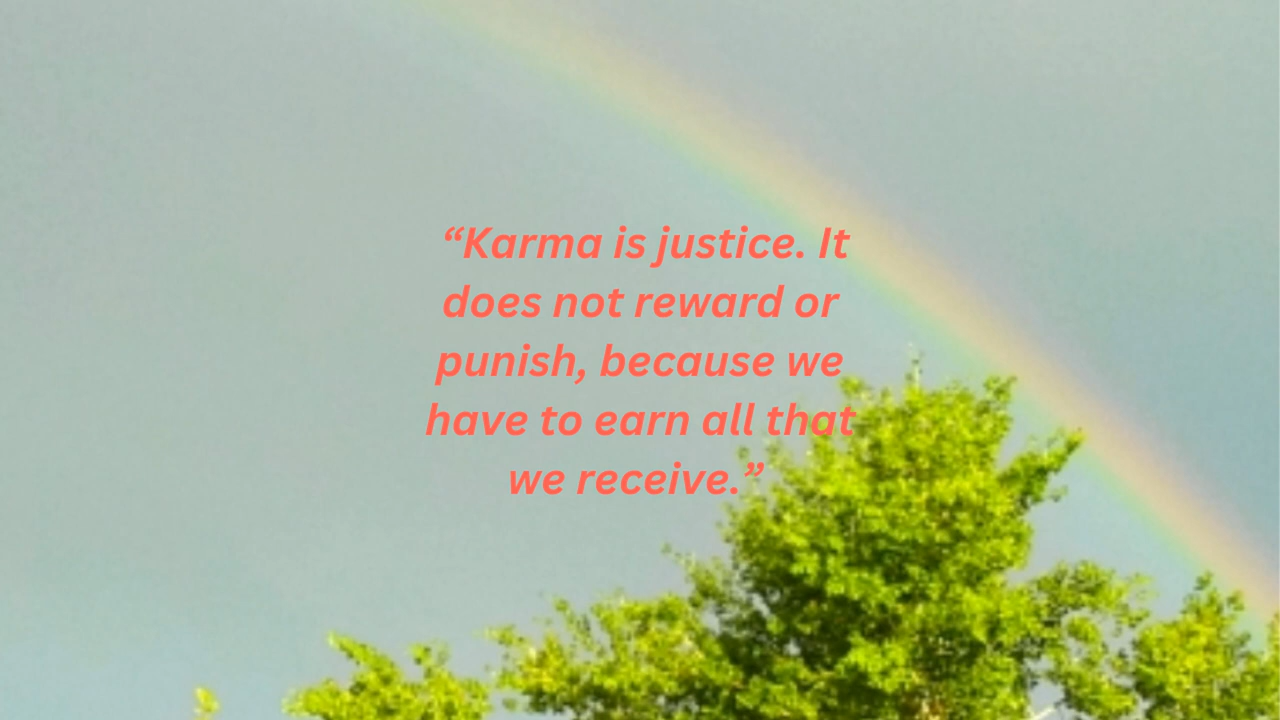 “Karma is justice. It
does not reward or
punish, because we
have to earn all that
we receive.”